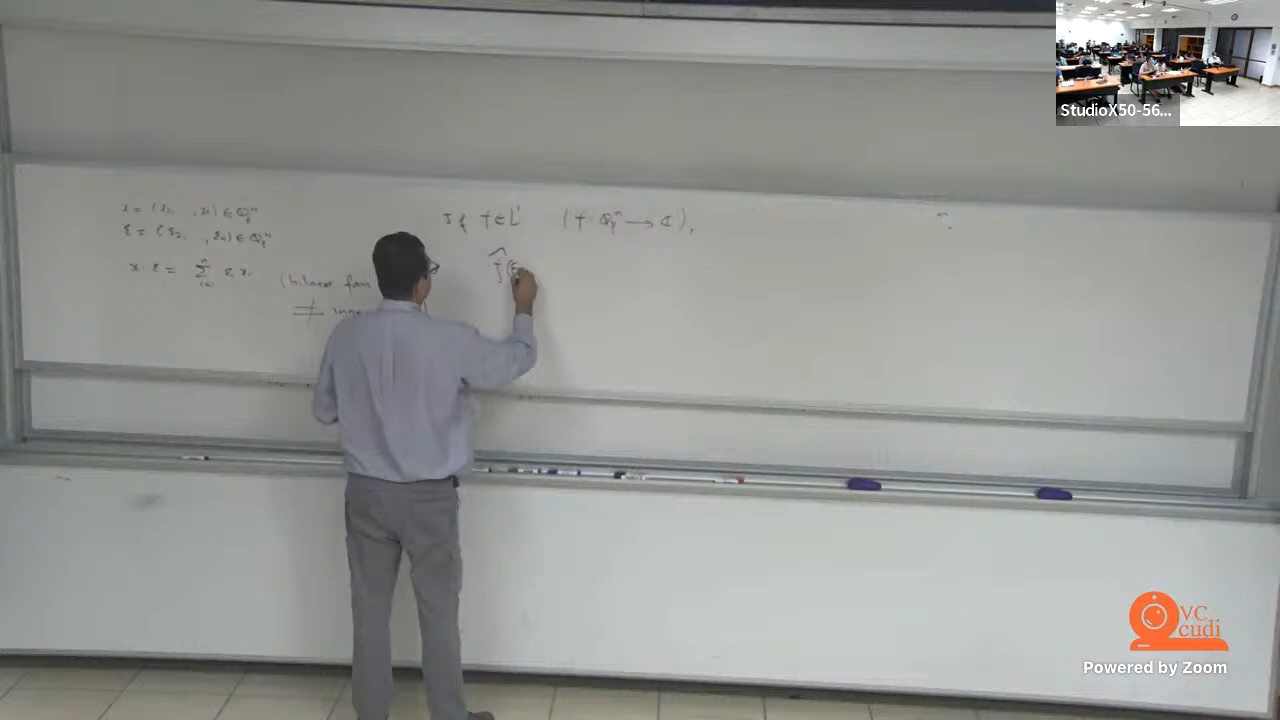 x = (x₁, , xₙ) ∈ ℚₚⁿ
ξ = (ξ₁, , ξₙ) ∈ ℚₚⁿ
x · ξ = ∑ ξᵢ xᵢ
(bilinear form
≠
If f ∈ L¹ (f : ℚₚⁿ ⟶ ℂ),
f̂(ξ
StudioX50-56...
VC
cudi
Powered by Zoom